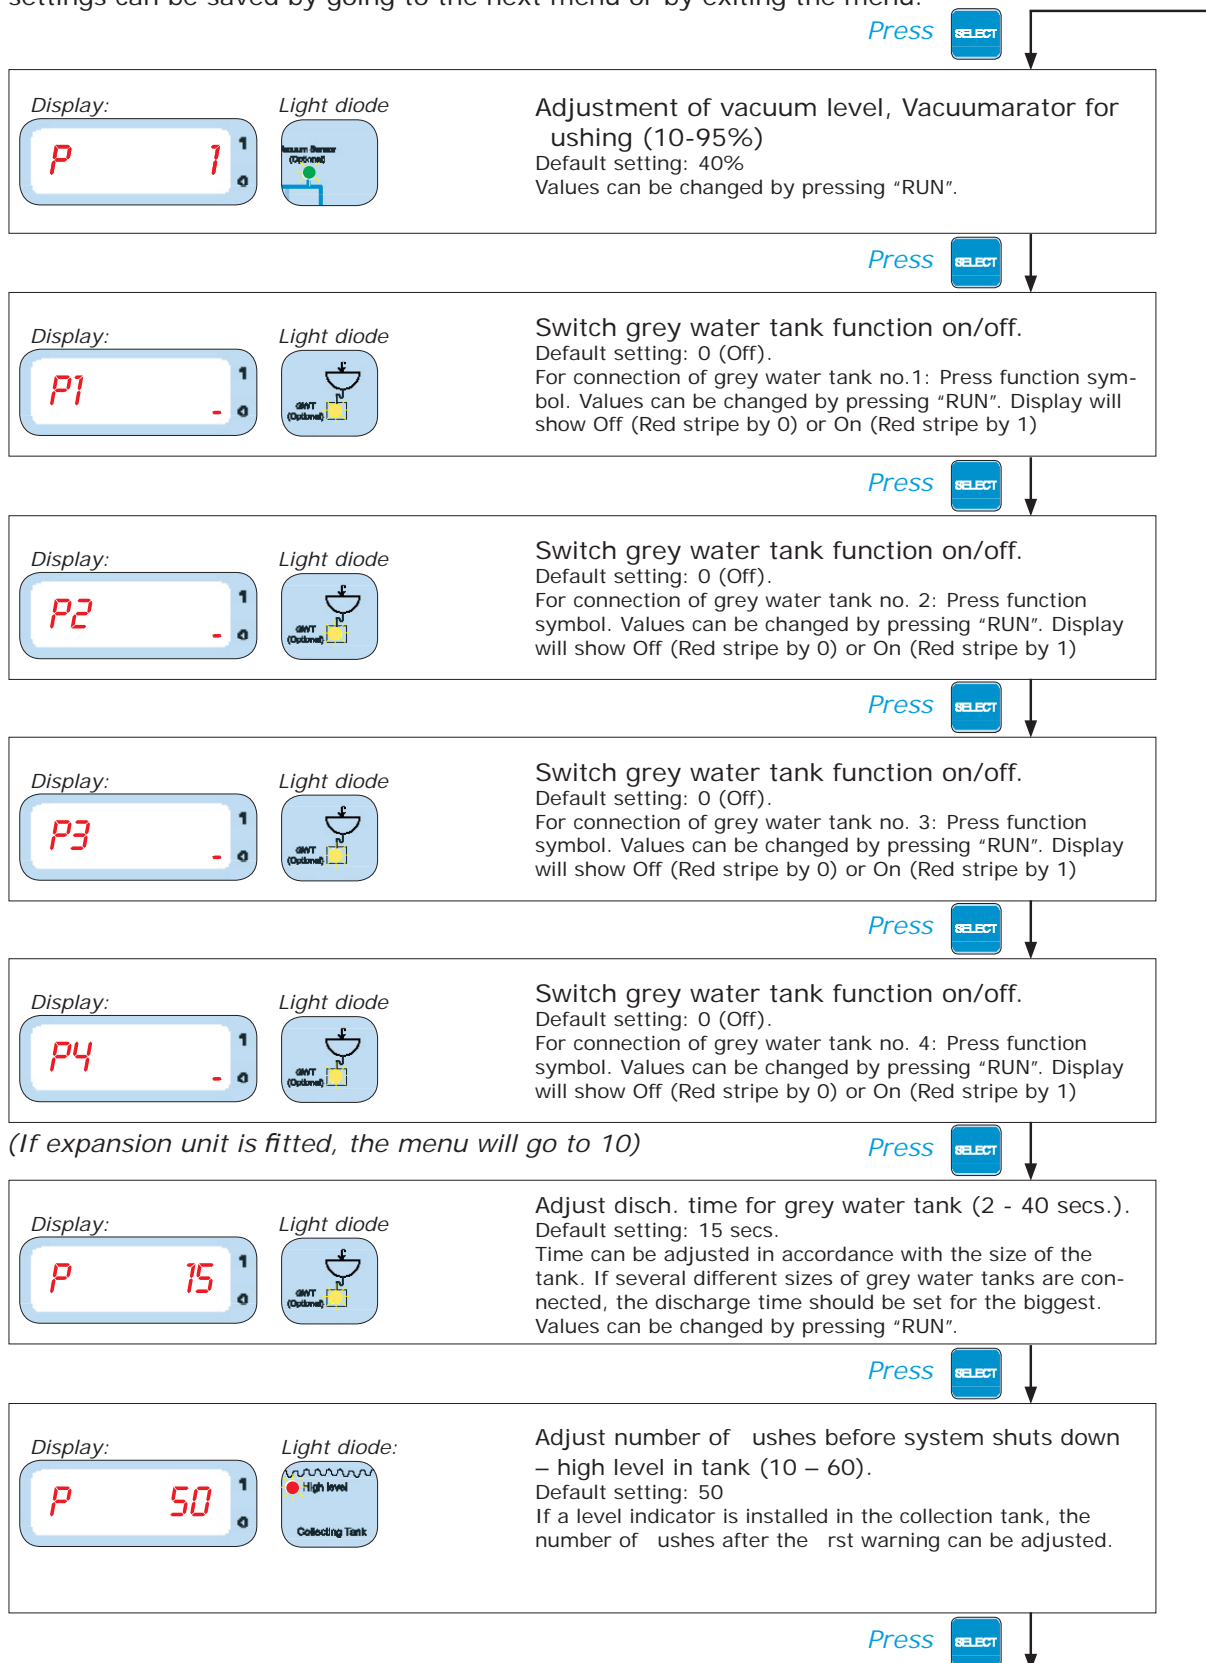 settings can be saved by going to the next menu or by exiting the menu.
Press SELECT
Display:
Light diode
P 1
1
0
acuum Sensor
(Optional)
Adjustment of vacuum level, Vacuumarator for
ushing (10-95%)
Default setting: 40%
Values can be changed by pressing “RUN”.
Press SELECT
Display:
Light diode
P1 -
1
0
GWT
(Optional)
Switch grey water tank function on/off.
Default setting: 0 (Off).
For connection of grey water tank no.1: Press function sym-
bol. Values can be changed by pressing “RUN”. Display will
show Off (Red stripe by 0) or On (Red stripe by 1)
Press SELECT
Display:
Light diode
P2 -
1
0
GWT
(Optional)
Switch grey water tank function on/off.
Default setting: 0 (Off).
For connection of grey water tank no. 2: Press function
symbol. Values can be changed by pressing “RUN”. Display
will show Off (Red stripe by 0) or On (Red stripe by 1)
Press SELECT
Display:
Light diode
P3 -
1
0
GWT
(Optional)
Switch grey water tank function on/off.
Default setting: 0 (Off).
For connection of grey water tank no. 3: Press function
symbol. Values can be changed by pressing “RUN”. Display
will show Off (Red stripe by 0) or On (Red stripe by 1)
Press SELECT
Display:
Light diode
P4 -
1
0
GWT
(Optional)
Switch grey water tank function on/off.
Default setting: 0 (Off).
For connection of grey water tank no. 4: Press function
symbol. Values can be changed by pressing “RUN”. Display
will show Off (Red stripe by 0) or On (Red stripe by 1)
(If expansion unit is fitted, the menu will go to 10)
Press SELECT
Display:
Light diode
P 15
1
0
GWT
(Optional)
Adjust disch. time for grey water tank (2 - 40 secs.).
Default setting: 15 secs.
Time can be adjusted in accordance with the size of the
tank. If several different sizes of grey water tanks are con-
nected, the discharge time should be set for the biggest.
Values can be changed by pressing “RUN”.
Press SELECT
Display:
Light diode:
P 50
1
0
High level
Collecting Tank
Adjust number of ushes before system shuts down
– high level in tank (10 – 60).
Default setting: 50
If a level indicator is installed in the collection tank, the
number of ushes after the rst warning can be adjusted.
Press SELECT